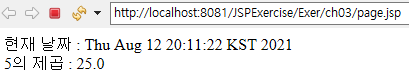 http://localhost:8081/JSPExercise/Exer/ch03/page.jsp
현재 날짜 : Thu Aug 12 20:11:22 KST 2021
5의 제곱 : 25.0